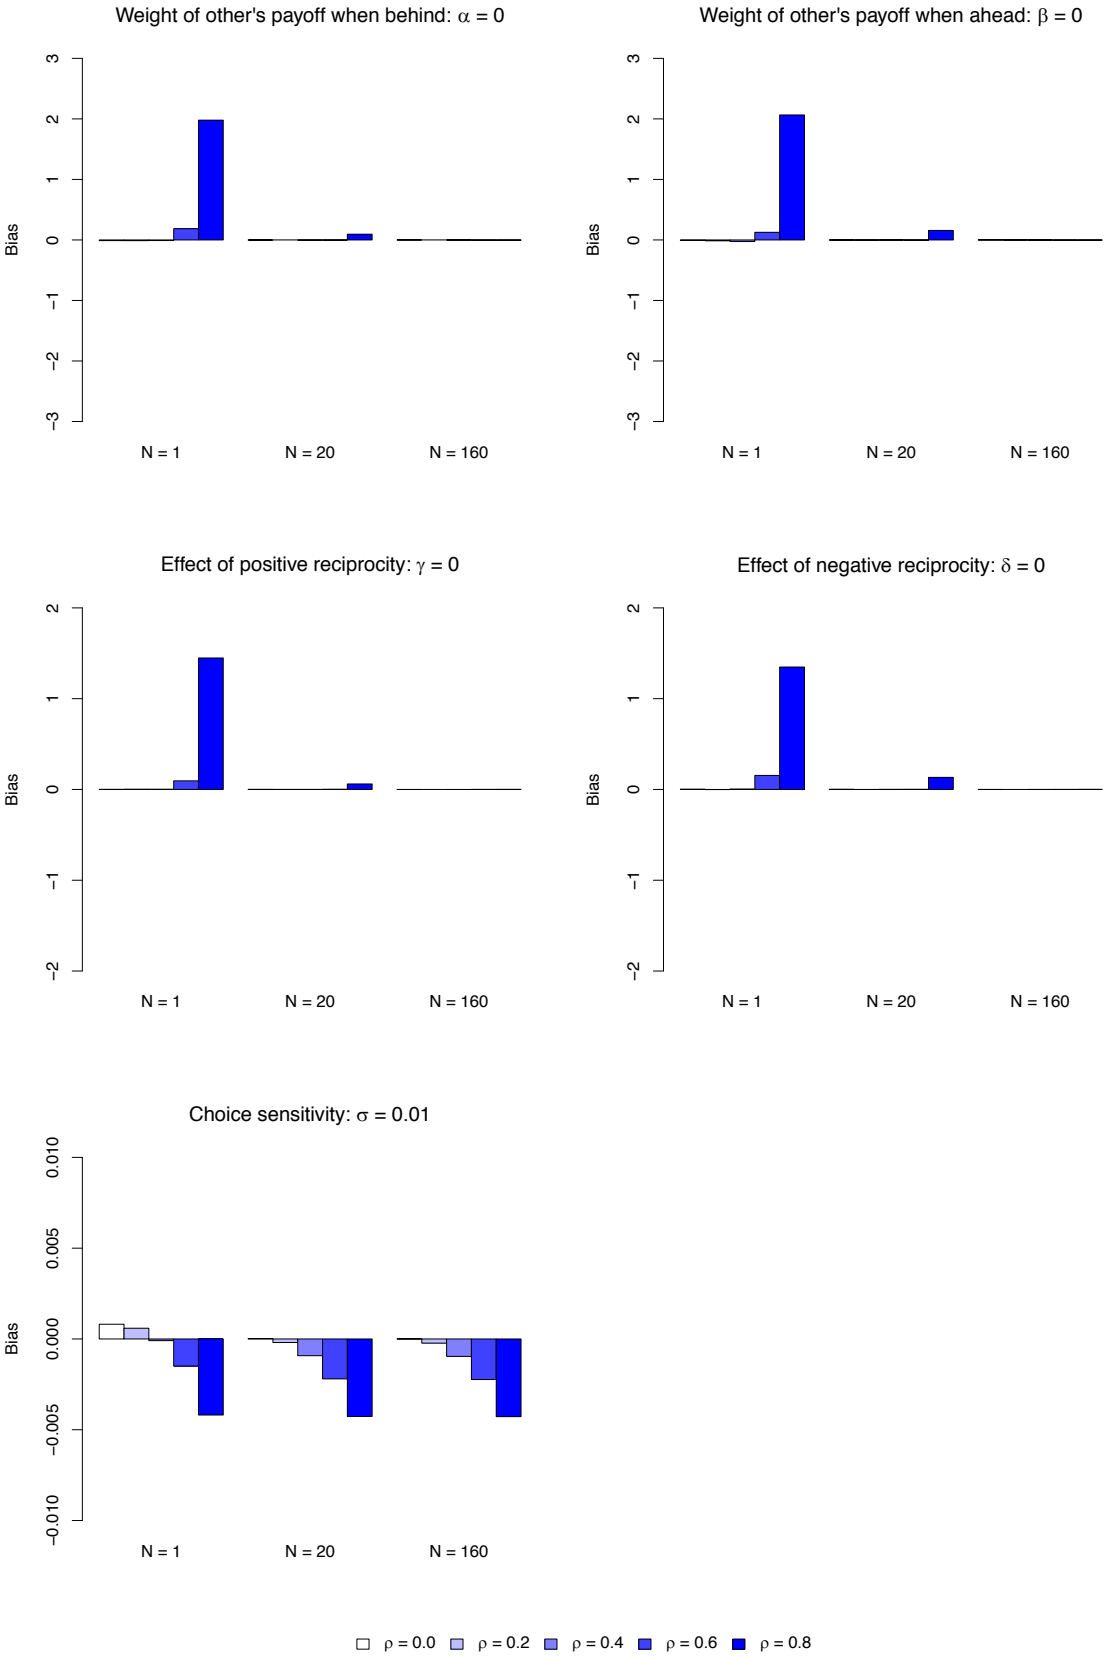 Weight of other's payoff when behind: α = 0
3
2
1
0
−1
−2
−3
Bias
N = 1 N = 20 N = 160
Weight of other's payoff when ahead: β = 0
3
2
1
0
−1
−2
−3
Bias
N = 1 N = 20 N = 160
Effect of positive reciprocity: γ = 0
2
1
0
−1
−2
Bias
N = 1 N = 20 N = 160
Effect of negative reciprocity: δ = 0
2
1
0
−1
−2
Bias
N = 1 N = 20 N = 160
Choice sensitivity: σ = 0.01
0.010
0.005
0.000
−0.005
−0.010
Bias
N = 1 N = 20 N = 160
ρ = 0.0 ρ = 0.2 ρ = 0.4 ρ = 0.6 ρ = 0.8